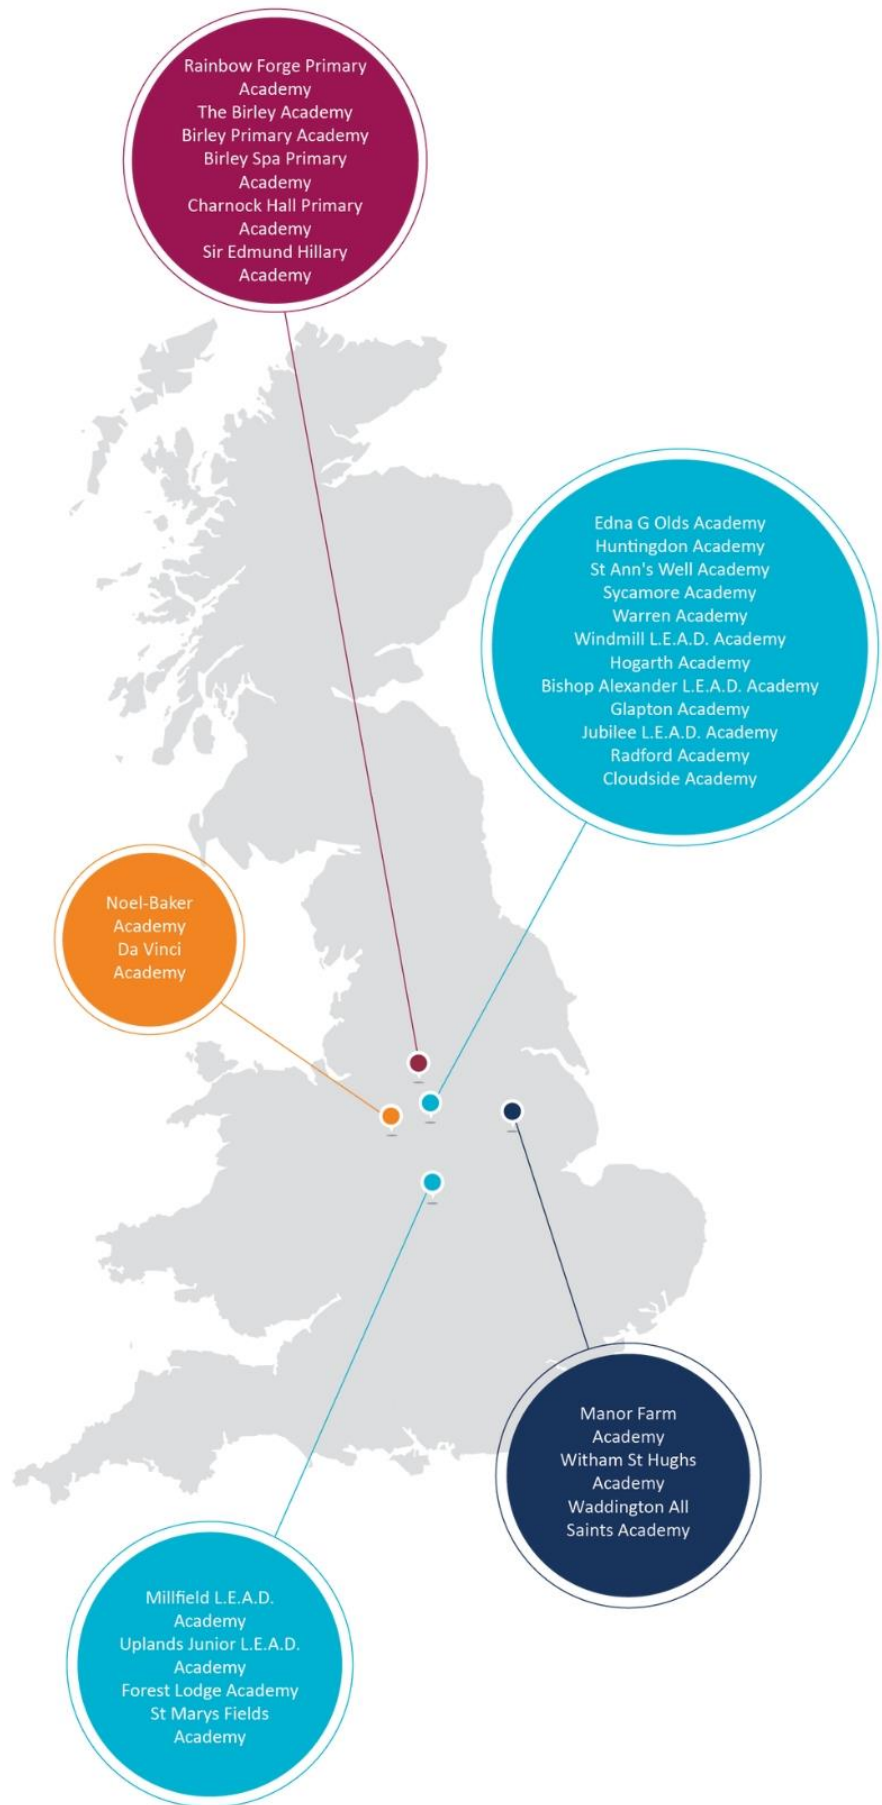 Rainbow Forge Primary
Academy
The Birley Academy
Birley Primary Academy
Birley Spa Primary
Academy
Charnock Hall Primary
Academy
Sir Edmund Hillary
Academy
Edna G Olds Academy
Huntingdon Academy
St Ann's Well Academy
Sycamore Academy
Warren Academy
Windmill L.E.A.D. Academy
Hogarth Academy
Bishop Alexander L.E.A.D. Academy
Glapton Academy
Jubilee L.E.A.D. Academy
Radford Academy
Cloudside Academy
Noel-Baker
Academy
Da Vinci
Academy
Manor Farm
Academy
Witham St Hughs
Academy
Waddington All
Saints Academy
Millfield L.E.A.D.
Academy
Uplands Junior L.E.A.D.
Academy
Forest Lodge Academy
St Marys Fields
Academy